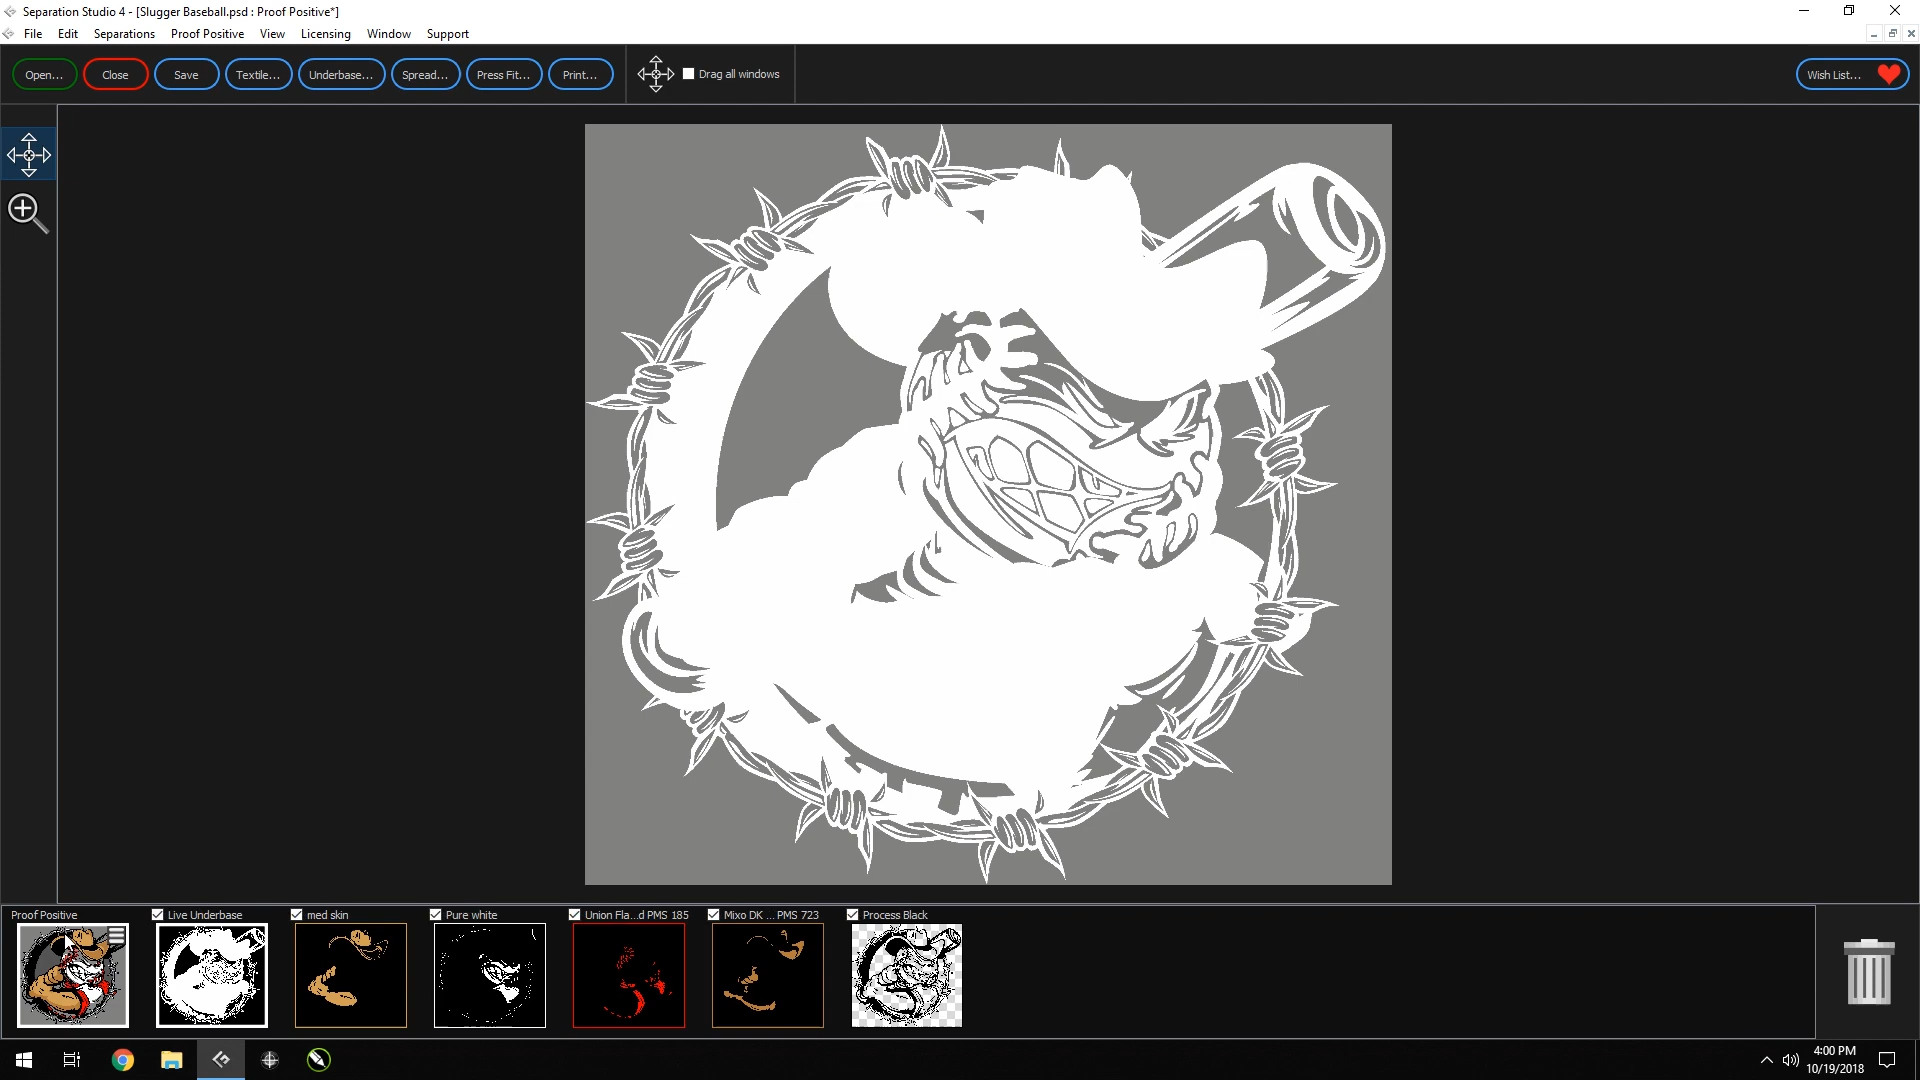 Separation Studio 4 - [Slugger Baseball.psd : Proof Positive*]
File Edit Separations Proof Positive View Licensing Window Support
Open... Close Save Textile... Underbase... Spread... Press Fit... Print... Drag all windows Wish List...
Proof Positive Live Underbase med skin Pure white Union Fla...d PMS 185 Mixo DK ... PMS 723 Process Black
4:00 PM
10/19/2018